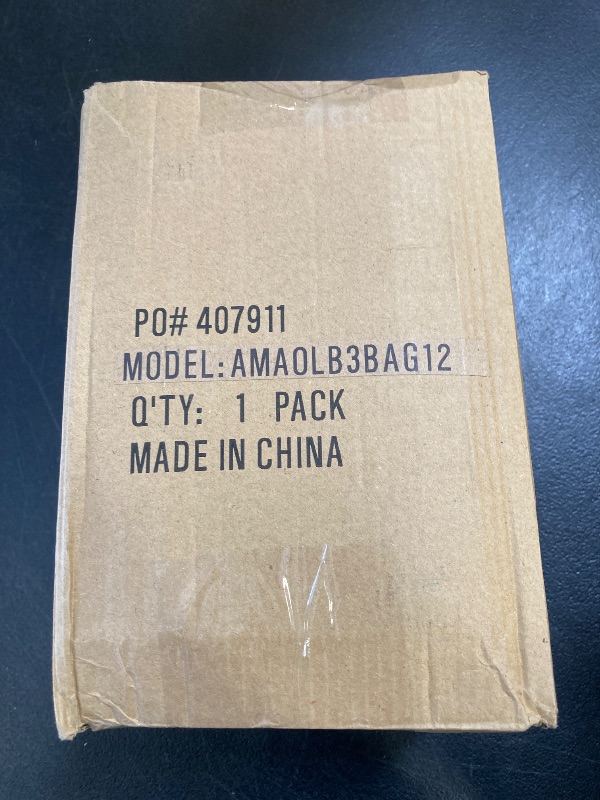 PO# 407911
MODEL: AMAOLB3BAG12
Q'TY: 1 PACK
MADE IN CHINA